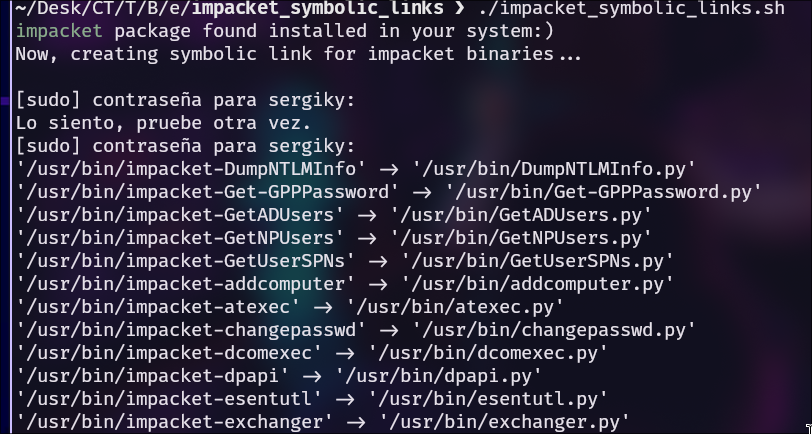 ~/Desk/CT/T/B/e/impacket_symbolic_links ❯ ./impacket_symbolic_links.sh
impacket package found installed in your system:)
Now, creating symbolic link for impacket binaries...
[sudo] contraseña para sergiky:
Lo siento, pruebe otra vez.
[sudo] contraseña para sergiky:
'/usr/bin/impacket-DumpNTLMInfo' -> '/usr/bin/DumpNTLMInfo.py'
'/usr/bin/impacket-Get-GPPPassword' -> '/usr/bin/Get-GPPPassword.py'
'/usr/bin/impacket-GetADUsers' -> '/usr/bin/GetADUsers.py'
'/usr/bin/impacket-GetNPUsers' -> '/usr/bin/GetNPUsers.py'
'/usr/bin/impacket-GetUserSPNs' -> '/usr/bin/GetUserSPNs.py'
'/usr/bin/impacket-addcomputer' -> '/usr/bin/addcomputer.py'
'/usr/bin/impacket-atexec' -> '/usr/bin/atexec.py'
'/usr/bin/impacket-changepasswd' -> '/usr/bin/changepasswd.py'
'/usr/bin/impacket-dcomexec' -> '/usr/bin/dcomexec.py'
'/usr/bin/impacket-dpapi' -> '/usr/bin/dpapi.py'
'/usr/bin/impacket-esentutl' -> '/usr/bin/esentutl.py'
'/usr/bin/impacket-exchanger' -> '/usr/bin/exchanger.py'